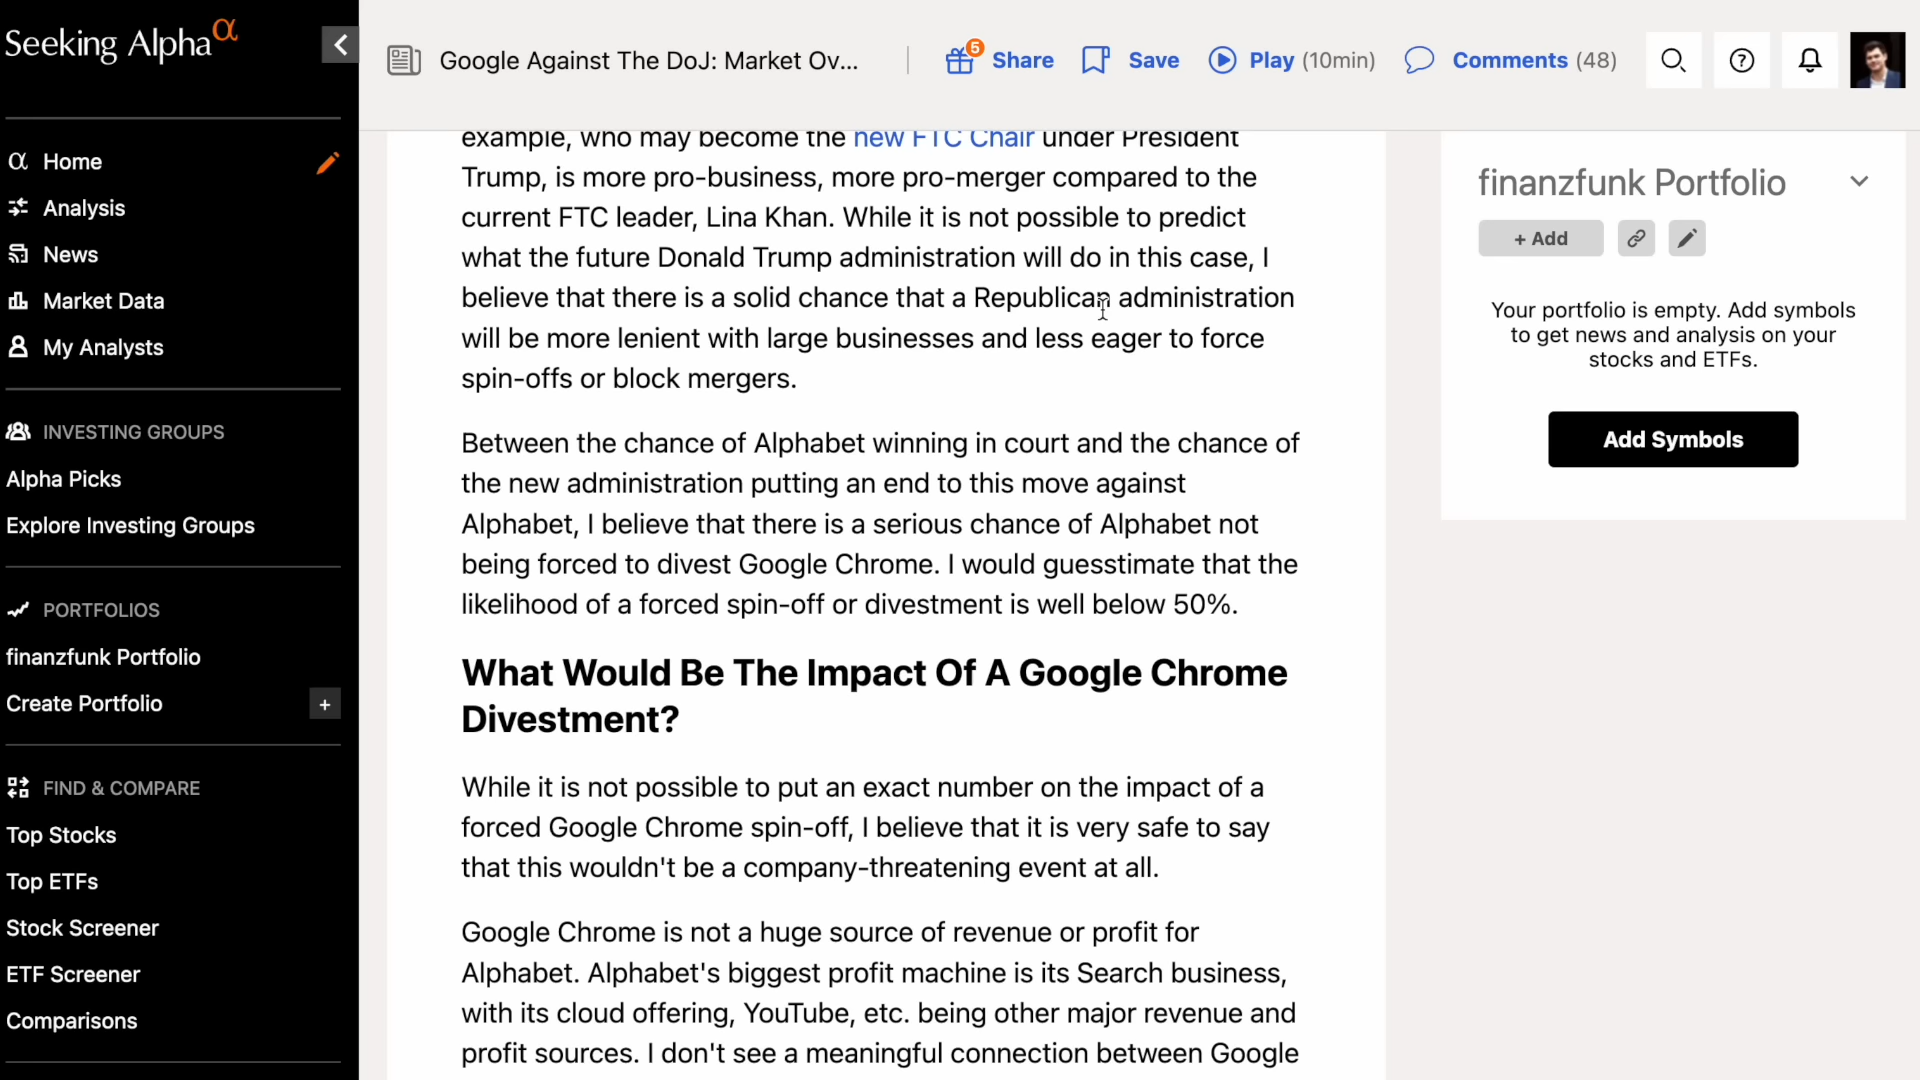 Seeking Alpha α
Google Against The DoJ: Market Ov...
5
Share
Save
Play (10min)
Comments (48)
Home
Analysis
News
Market Data
My Analysts
INVESTING GROUPS
Alpha Picks
Explore Investing Groups
PORTFOLIOS
finanzfunk Portfolio
Create Portfolio
+
FIND & COMPARE
Top Stocks
Top ETFs
Stock Screener
ETF Screener
Comparisons
example, who may become the new FTC Chair under President
Trump, is more pro-business, more pro-merger compared to the
current FTC leader, Lina Khan. While it is not possible to predict
what the future Donald Trump administration will do in this case, I
believe that there is a solid chance that a Republican administration
will be more lenient with large businesses and less eager to force
spin-offs or block mergers.
Between the chance of Alphabet winning in court and the chance of
the new administration putting an end to this move against
Alphabet, I believe that there is a serious chance of Alphabet not
being forced to divest Google Chrome. I would guesstimate that the
likelihood of a forced spin-off or divestment is well below 50%.
What Would Be The Impact Of A Google Chrome
Divestment?
While it is not possible to put an exact number on the impact of a
forced Google Chrome spin-off, I believe that it is very safe to say
that this wouldn't be a company-threatening event at all.
Google Chrome is not a huge source of revenue or profit for
Alphabet. Alphabet's biggest profit machine is its Search business,
with its cloud offering, YouTube, etc. being other major revenue and
profit sources. I don't see a meaningful connection between Google
finanzfunk Portfolio
+ Add
Your portfolio is empty. Add symbols
to get news and analysis on your
stocks and ETFs.
Add Symbols